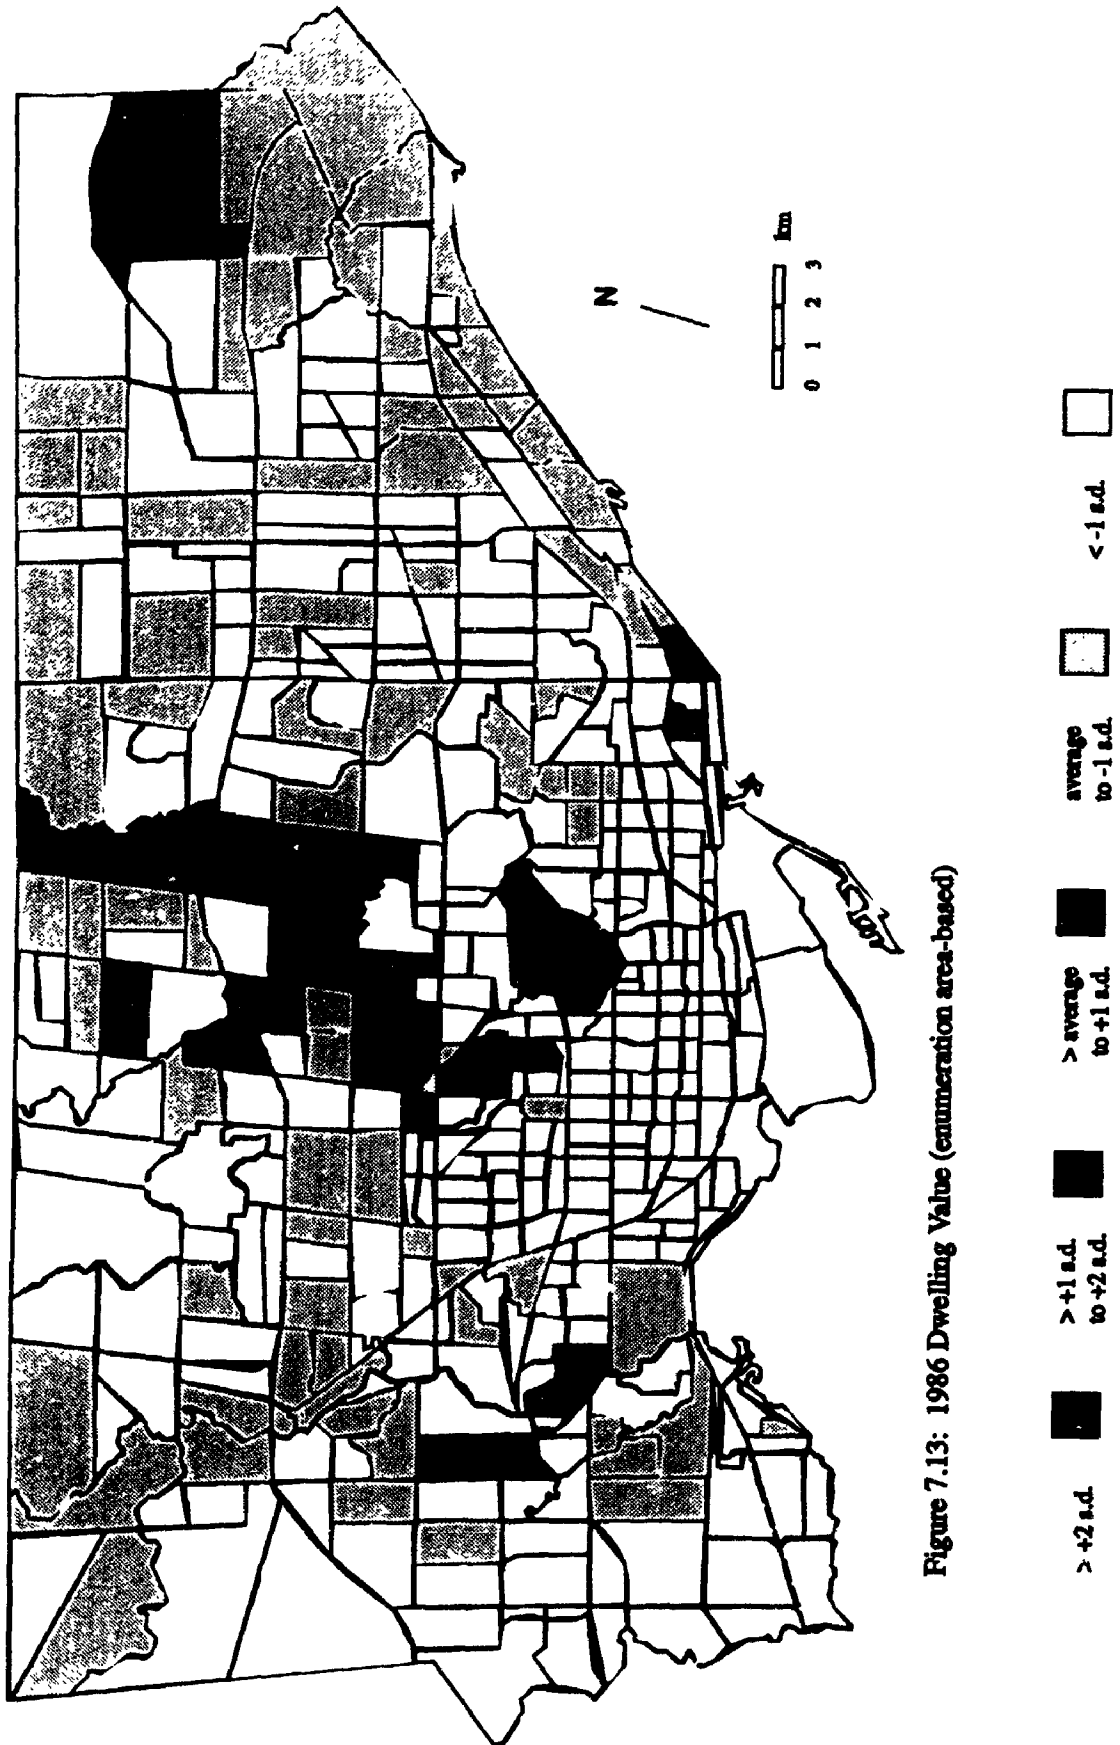 N
km
0 1 2 3
Figure 7.13: 1986 Dwelling Value (enumeration area-based)
> +2 s.d.
> +1 s.d.
to +2 s.d.
> average
to +1 s.d.
average
to -1 s.d.
< -1 s.d.